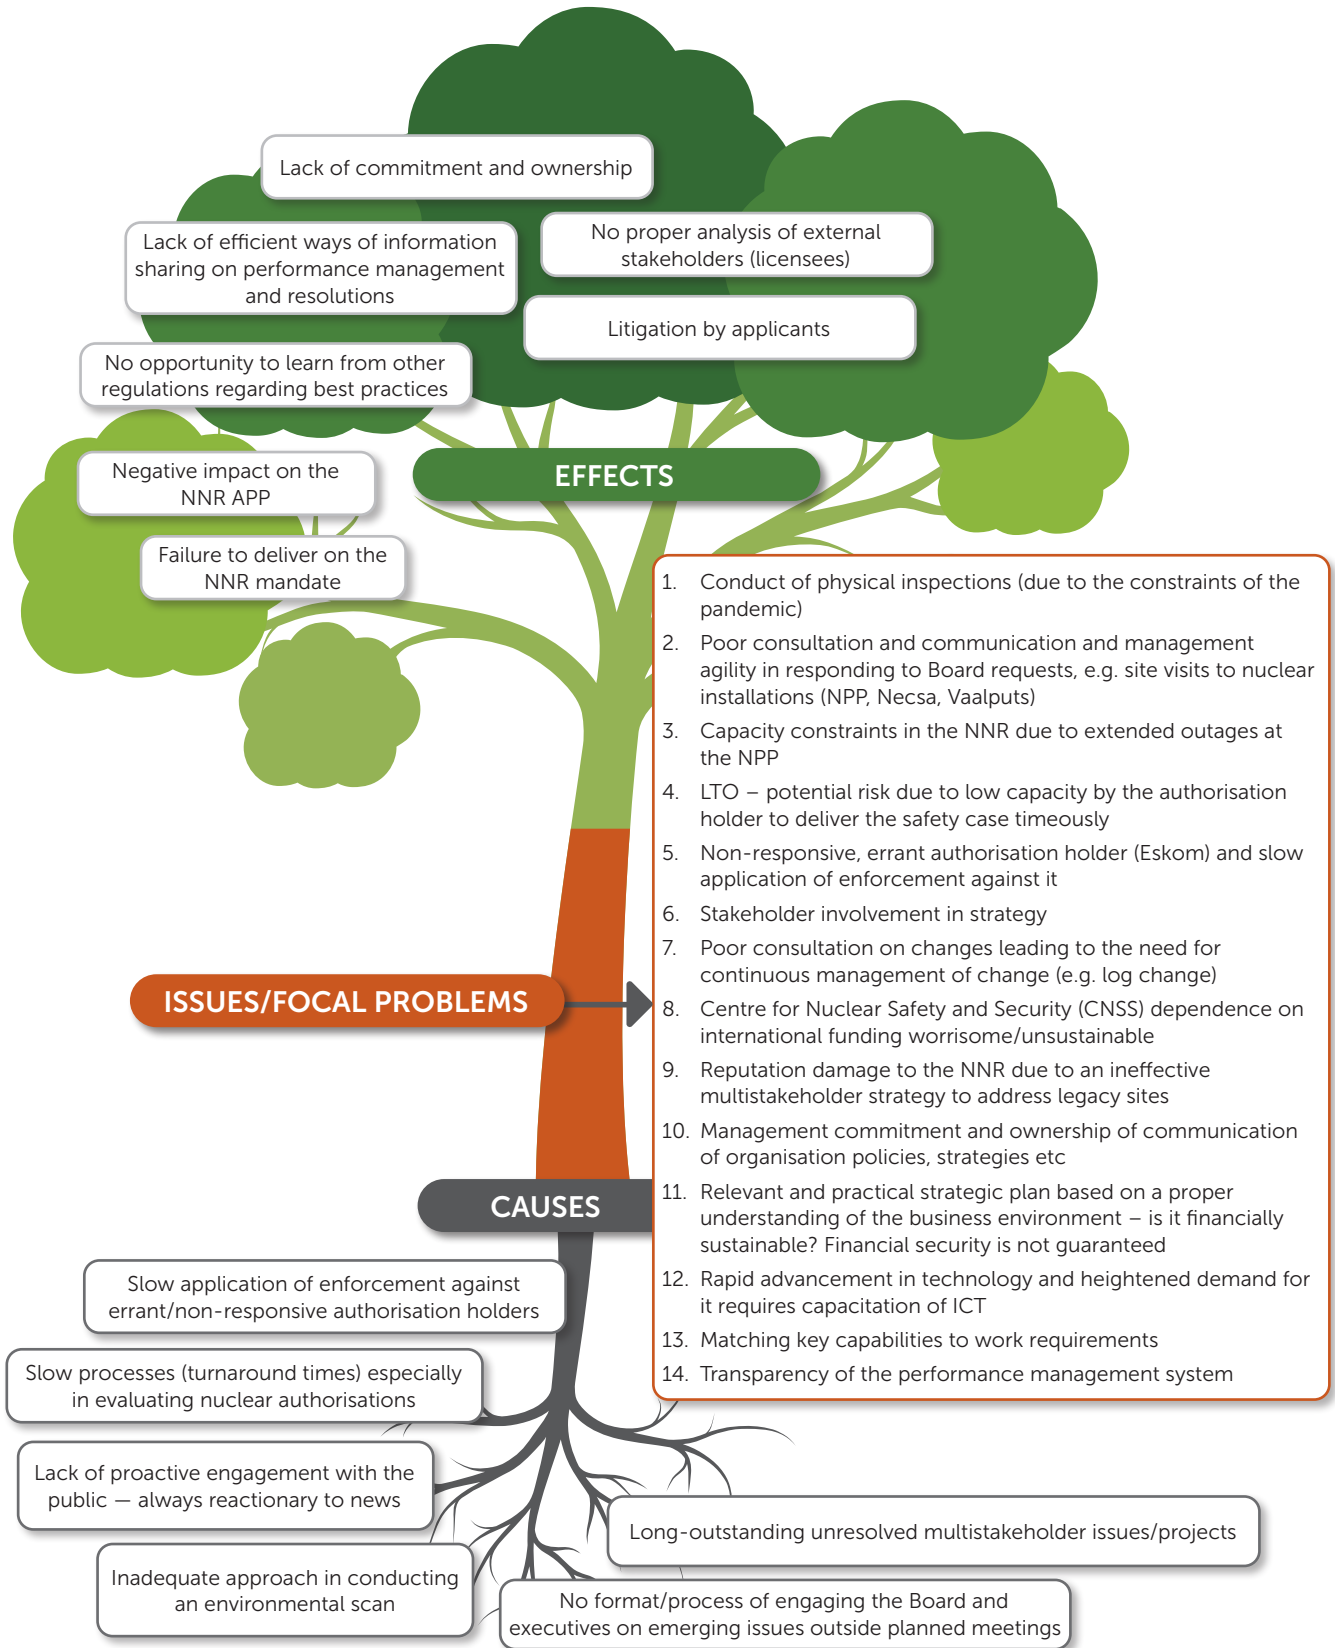 Lack of commitment and ownership
Lack of efficient ways of information
sharing on performance management
and resolutions
No proper analysis of external
stakeholders (licensees)
Litigation by applicants
No opportunity to learn from other
regulations regarding best practices
Negative impact on the
NNR APP
EFFECTS
Failure to deliver on the
NNR mandate
1. Conduct of physical inspections (due to the constraints of the
pandemic)
2. Poor consultation and communication and management
agility in responding to Board requests, e.g. site visits to nuclear
installations (NPP, Necsa, Vaalputs)
3. Capacity constraints in the NNR due to extended outages at
the NPP
4. LTO – potential risk due to low capacity by the authorisation
holder to deliver the safety case timeously
5. Non-responsive, errant authorisation holder (Eskom) and slow
application of enforcement against it
6. Stakeholder involvement in strategy
7. Poor consultation on changes leading to the need for
continuous management of change (e.g. log change)
8. Centre for Nuclear Safety and Security (CNSS) dependence on
international funding worrisome/unsustainable
9. Reputation damage to the NNR due to an ineffective
multistakeholder strategy to address legacy sites
10. Management commitment and ownership of communication
of organisation policies, strategies etc
11. Relevant and practical strategic plan based on a proper
understanding of the business environment – is it financially
sustainable? Financial security is not guaranteed
12. Rapid advancement in technology and heightened demand for
it requires capacitation of ICT
13. Matching key capabilities to work requirements
14. Transparency of the performance management system
ISSUES/FOCAL PROBLEMS
CAUSES
Slow application of enforcement against
errant/non-responsive authorisation holders
Slow processes (turnaround times) especially
in evaluating nuclear authorisations
Lack of proactive engagement with the
public — always reactionary to news
Long-outstanding unresolved multistakeholder issues/projects
Inadequate approach in conducting
an environmental scan
No format/process of engaging the Board and
executives on emerging issues outside planned meetings